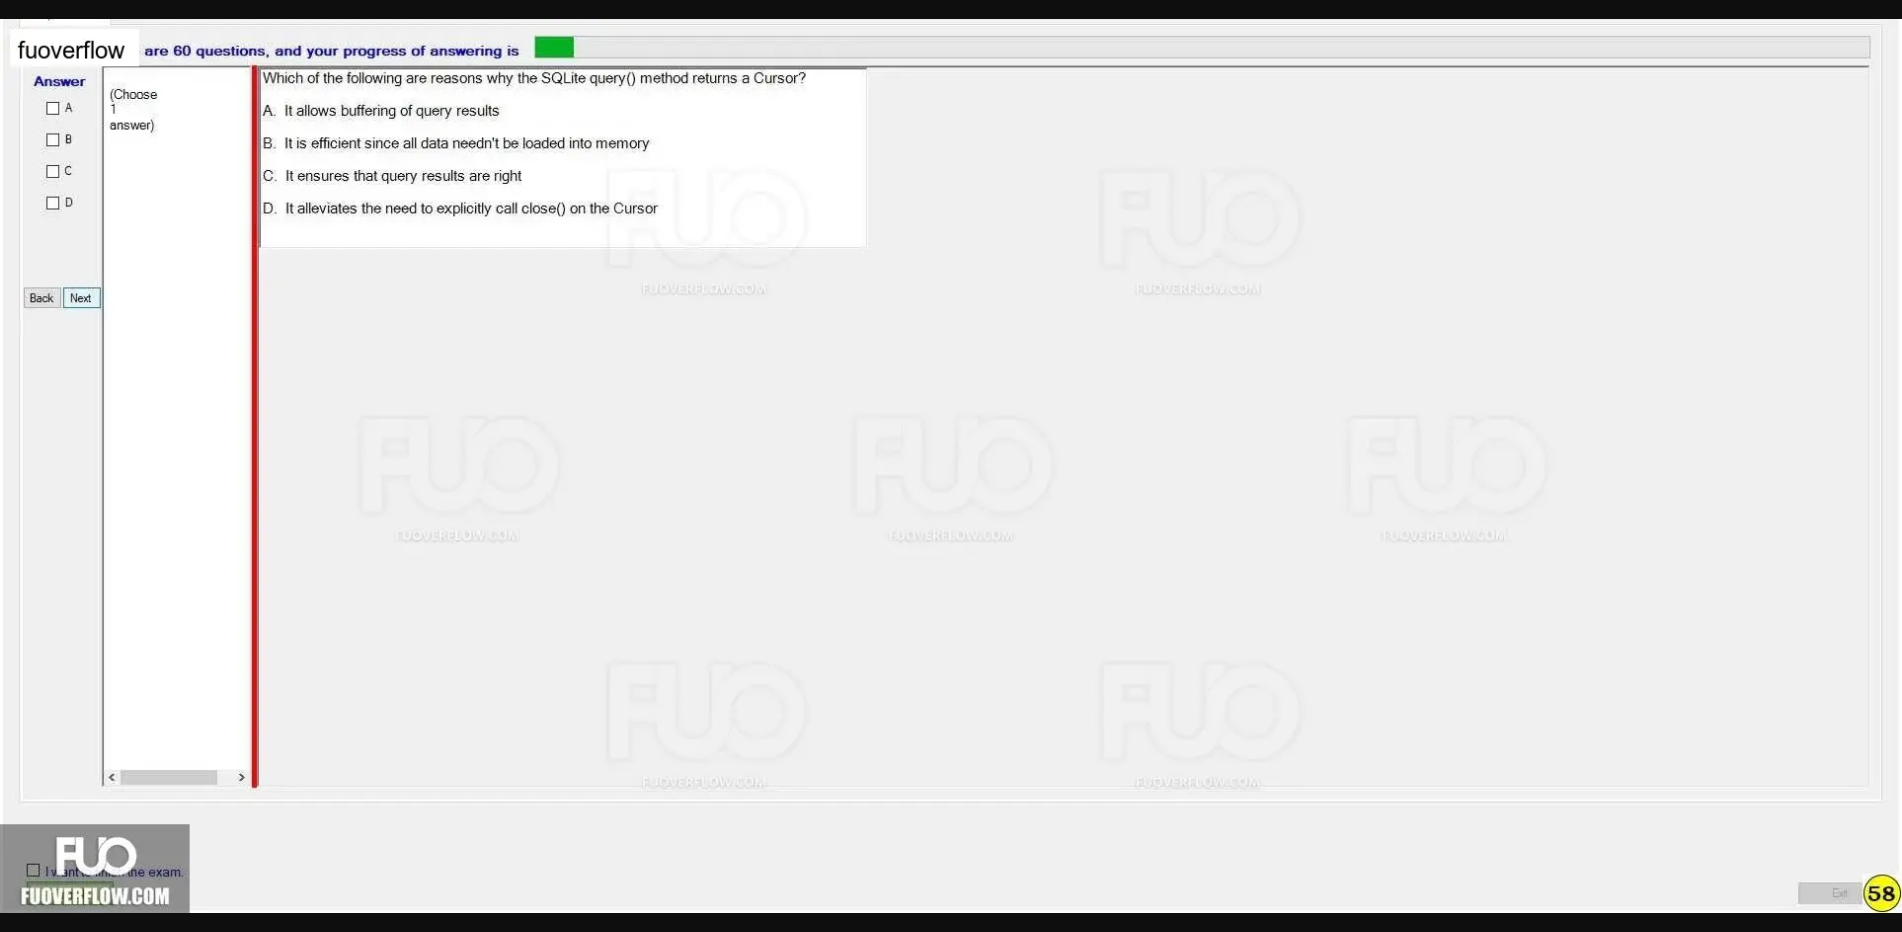 fuoverflow are 60 questions, and your progress of answering is
Answer
A
B
C
D
Back Next
(Choose
1
answer)
Which of the following are reasons why the SQLite query() method returns a Cursor?
A. It allows buffering of query results
B. It is efficient since all data needn't be loaded into memory
C. It ensures that query results are right
D. It alleviates the need to explicitly call close() on the Cursor
FUO
FUOVERFLOW.COM
FUO
FUOVERFLOW.COM
FUO
FUOVERFLOW.COM
FUO
FUOVERFLOW.COM
FUO
FUOVERFLOW.COM
FUO
FUOVERFLOW.COM
FUO
FUOVERFLOW.COM
FUO
I want the exam.
FUOVERFLOW.COM
Exit
58